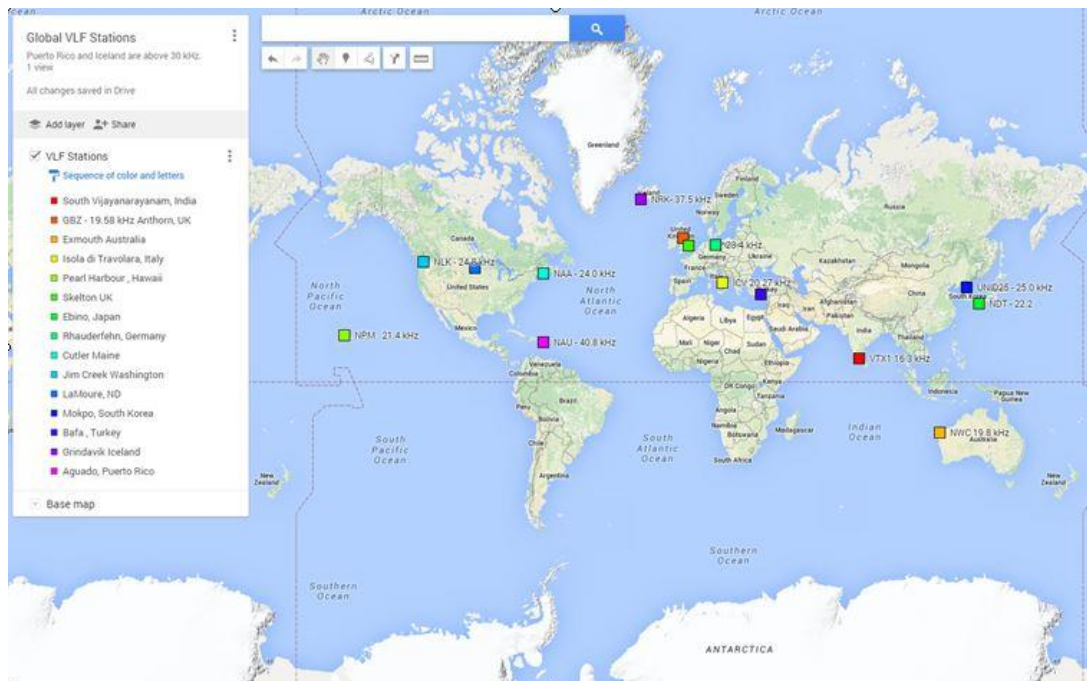 Global VLF Stations
Puerto Rico and Iceland are above 30 kHz.
1 view
All changes saved in Drive
Add layer
Share
VLF Stations
Sequence of color and letters
South Vijayanarayanam, India
GBZ - 19.58 kHz Anthorn, UK
Exmouth Australia
Isola di Travolara, Italy
Pearl Harbour , Hawaii
Skelton UK
Ebino, Japan
Rhauderfehn, Germany
Cutler Maine
Jim Creek Washington
LaMoure, ND
Mokpo, South Korea
Bafa , Turkey
Grindavik Iceland
Aguado, Puerto Rico
Base map
Arctic Ocean
Arctic Ocean
Greenland
Iceland
NRK- 37.5 kHz
Finland
Sweden
Norway
Russia
United Kingdom
Canada
Germany
Ukraine
France
Kazakhstan
Mongolia
NAA - 24.0 kHz
United States
Spain
ICV 20.27 kHz
China
UNID25 - 25.0 kHz
South Korea
NDT - 22.2
North Pacific Ocean
North Atlantic Ocean
Iraq
Iran
Afghanistan
Pakistan
Algeria
Libya
Egypt
Saudi Arabia
India
Mexico
NPM - 21.4 kHz
NAU - 40.8 kHz
Mali
Niger
Chad
Sudan
Thailand
Nigeria
Ethiopia
VTX1 16.3 kHz
Venezuela
Colombia
DR Congo
Kenya
Tanzania
Indonesia
Papua New Guinea
Peru
Brazil
Bolivia
Angola
Namibia
Botswana
Madagascar
Indian Ocean
NWC 19.8 kHz
Australia
South Pacific Ocean
South Atlantic Ocean
Chile
South Africa
Argentina
New Zealand
New Zealand
Southern Ocean
Southern Ocean
ANTARCTICA